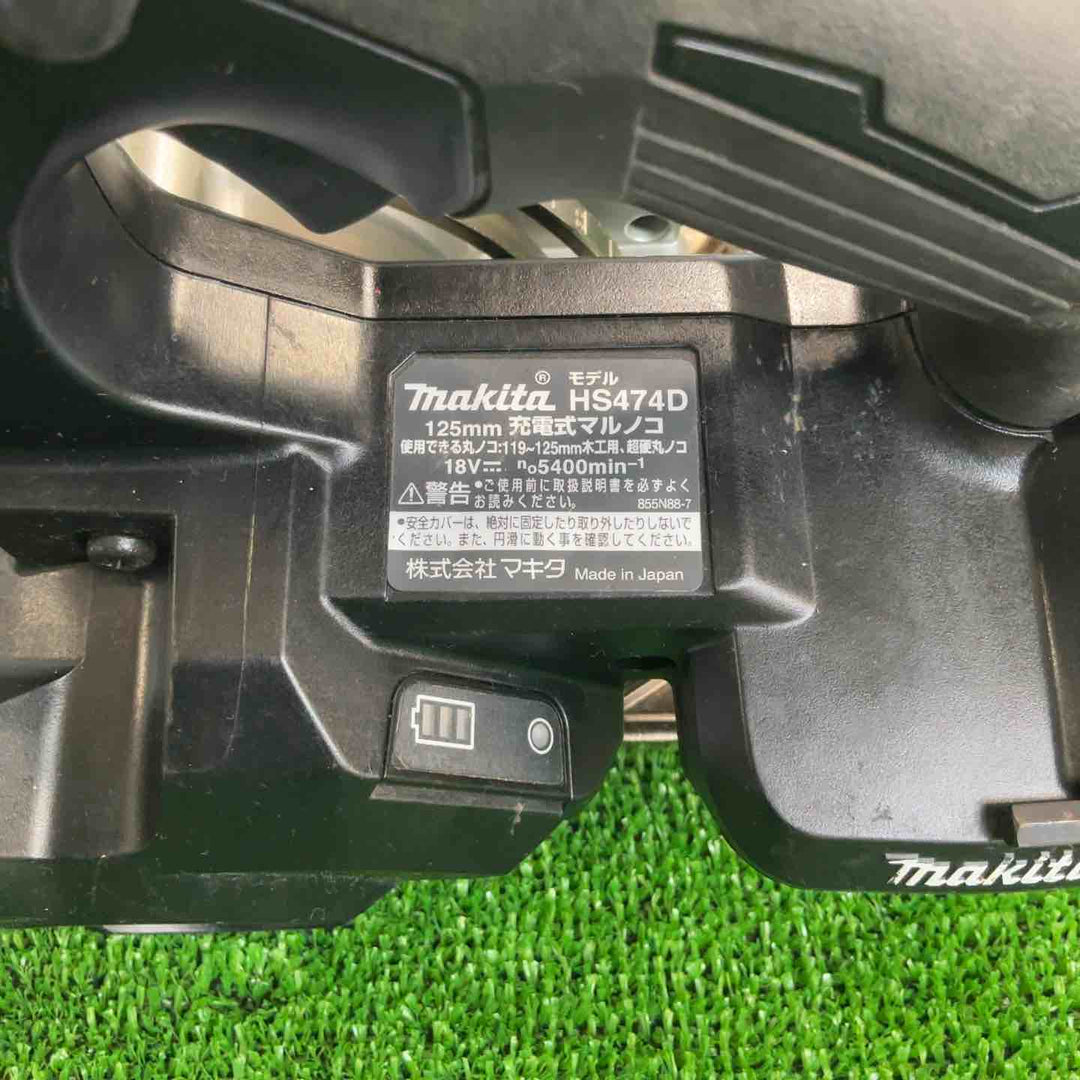 makita® モデル HS474D
125mm 充電式マルノコ
使用できる丸ノコ:119~125mm木工用、超硬丸ノコ
18V⎓ n₀5400min⁻¹
⚠警告 •ご使用前に取扱説明書を必ずよく
お読みください。 855N88-7
•安全カバーは、絶対に固定したり取り外したりしないで
ください。また、円滑に動く事を確認してください。
株式会社マキタ Made in Japan
makita